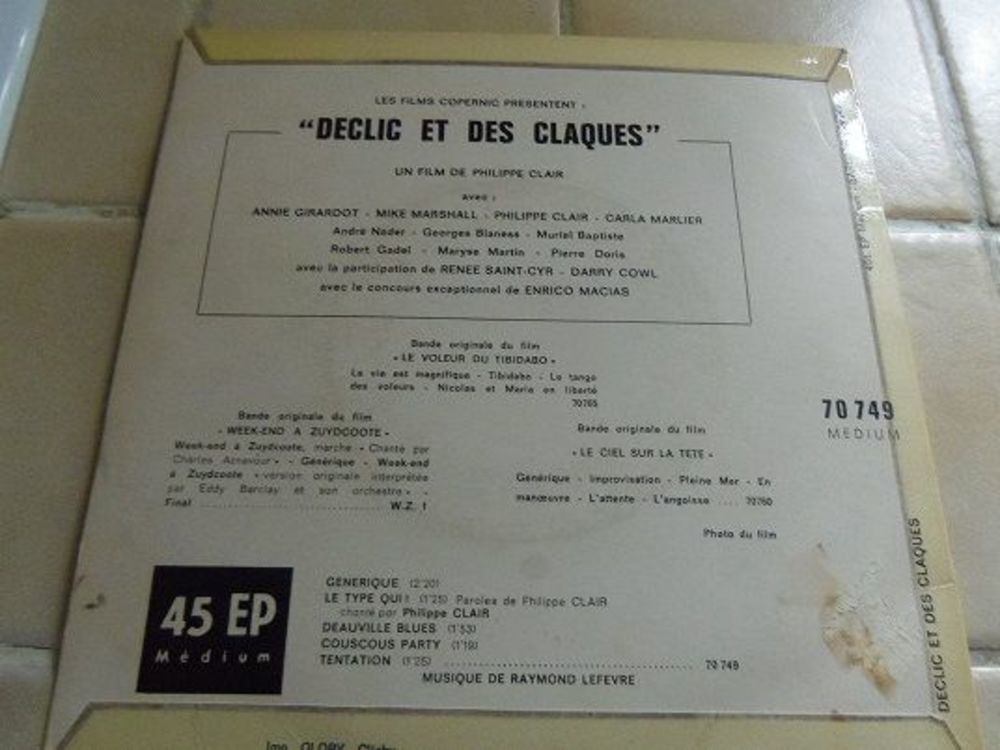 LES FILMS COPERNIC PRESENTENT :
"DECLIC ET DES CLAQUES"
UN FILM DE PHILIPPE CLAIR
avec :
ANNIE GIRARDOT - MIKE MARSHALL - PHILIPPE CLAIR - CARLA MARLIER
André Nader - Georges Blaness - Muriel Baptiste
Robert Gadel - Maryse Martin - Pierre Doris
avec la participation de RENEE SAINT-CYR - DARRY COWL
avec le concours exceptionnel de ENRICO MACIAS
Bande originale du film
« LE VOLEUR DU TIBIDABO »
La vie est magnifique - Tibidabo - Le tango
des voleurs - Nicolas et Maria en liberté
70765
Bande originale du film
« WEEK-END A ZUYDCOOTE »
Week-end à Zuydcoote, marche « Chanté par
Charles Aznavour » - Générique - Week-end
à Zuydcoote « version originale interprétée
par Eddy Barclay et son orchestre » -
Final .................................... W.Z. 1
Bande originale du film
« LE CIEL SUR LA TETE »
Générique - Improvisation - Pleine Mer - En
manœuvre - L'attente - L'angoisse .... 70760
70 749
MEDIUM
Photo du film
45 EP
Médium
GENERIQUE (2'20)
LE TYPE QUI ! (1'25) Paroles de Philippe CLAIR
chanté par Philippe CLAIR
DEAUVILLE BLUES (1'53)
COUSCOUS PARTY (1'19)
TENTATION (1'25) .......................................... 70 749
MUSIQUE DE RAYMOND LEFEVRE
DECLIC ET DES CLAQUES
Imp. GLORY